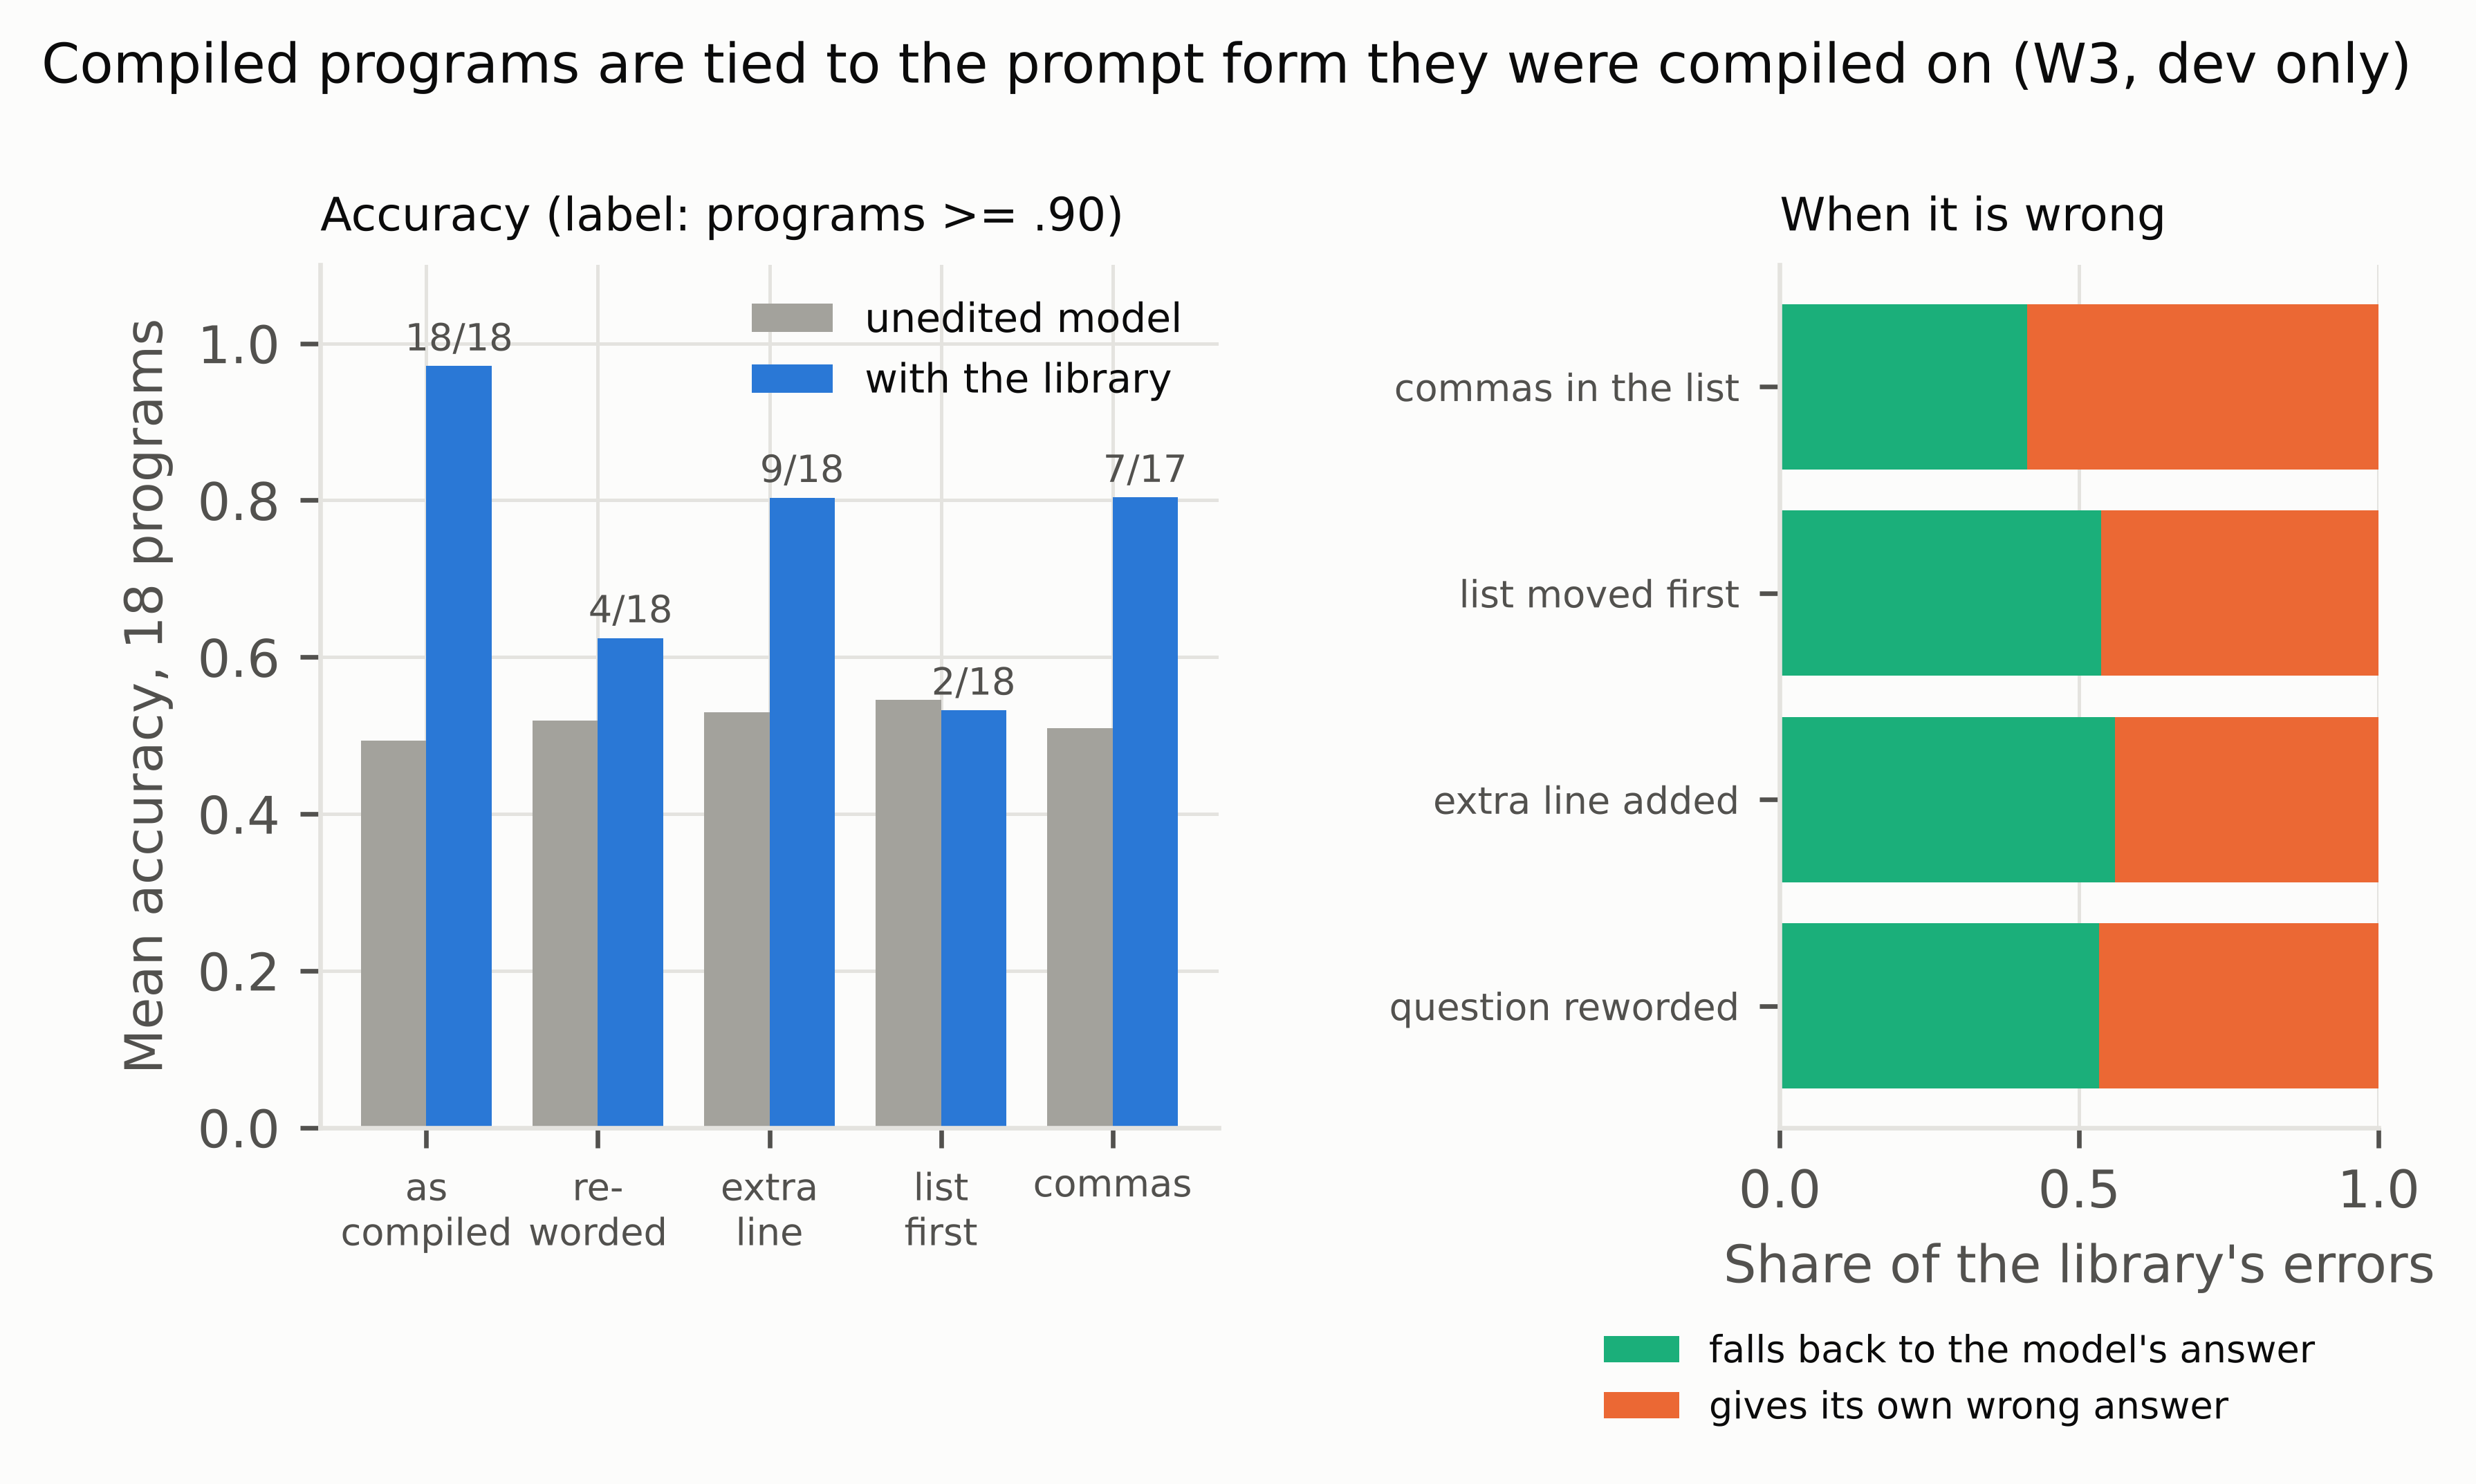 Compiled programs are tied to the prompt form they were compiled on (W3, dev only)
Accuracy (label: programs >= .90)
unedited model
with the library
18/18
4/18
9/18
2/18
7/17
Mean accuracy, 18 programs
1.0
0.8
0.6
0.4
0.2
0.0
as
compiled
re-
worded
extra
line
list
first
commas
When it is wrong
commas in the list
list moved first
extra line added
question reworded
0.0
0.5
1.0
Share of the library's errors
falls back to the model's answer
gives its own wrong answer